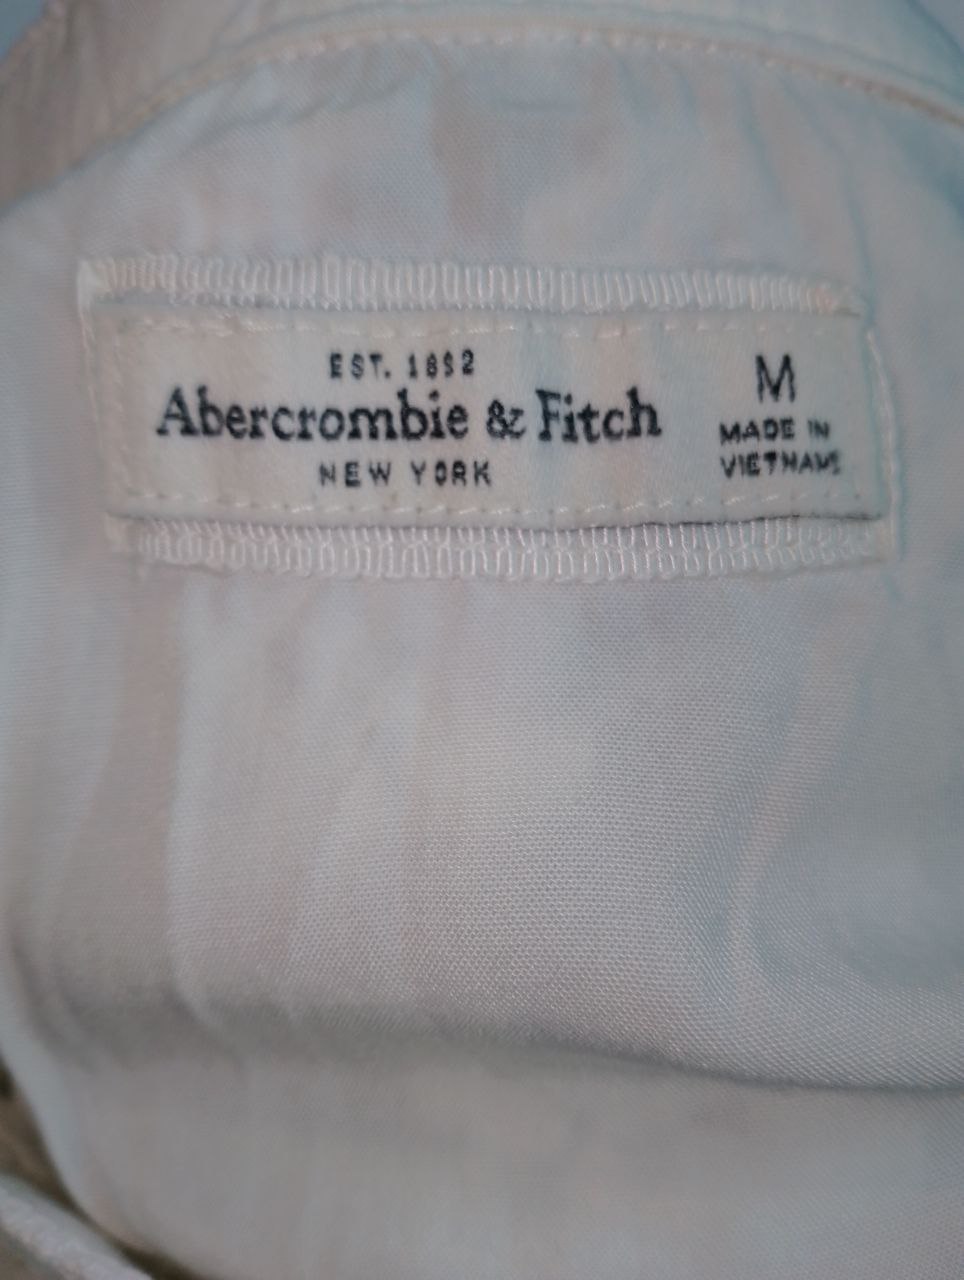 EST. 1892
Abercrombie & Fitch
NEW YORK
M
MADE IN
VIETNAM